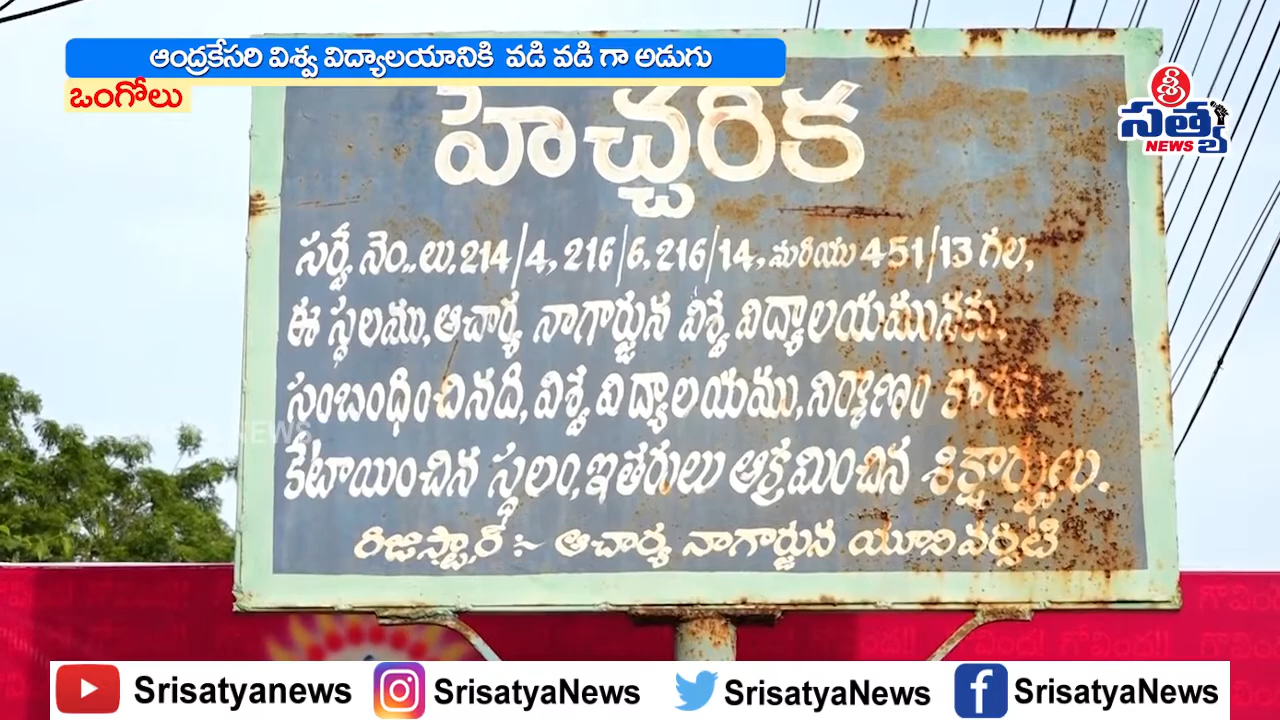 ఆంద్రకేసరి విశ్వ విద్యాలయానికి వడి వడి గా అడుగు
ఒంగోలు
శ్రీ
సత్య
NEWS
హెచ్చరిక
సర్వే నెం..లు.214/4, 216/6, 216/14, మరియు 451/13 గల,
ఈ స్థలము, ఆచార్య నాగార్జున విశ్వ విద్యాలయమునకు,
సంబంధించినది, విశ్వ విద్యాలయము, నిర్మాణం కొరకు
కేటాయించిన స్థలం, ఇతరులు ఆక్రమించిన శిక్షార్హులు.
రిజిస్ట్రార్ :- ఆచార్య నాగార్జున యూనివర్సిటి
Srisatyanews SrisatyaNews SrisatyaNews SrisatyaNews